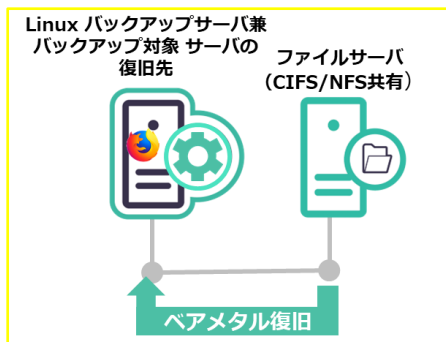 Linux バックアップサーバ兼
バックアップ対象 サーバの
復旧先
ファイルサーバ
（CIFS/NFS共有）
ベアメタル復旧